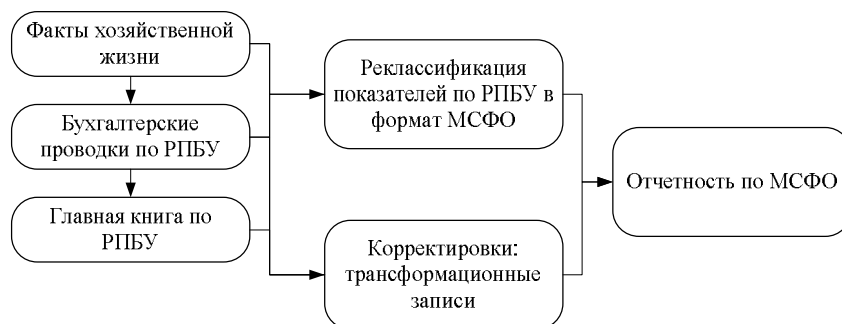 Факты хозяйственной
жизни
Бухгалтерские
проводки по РПБУ
Главная книга по
РПБУ
Реклассификация
показателей по РПБУ в
формат МСФО
Корректировки:
трансформационные
записи
Отчетность по МСФО